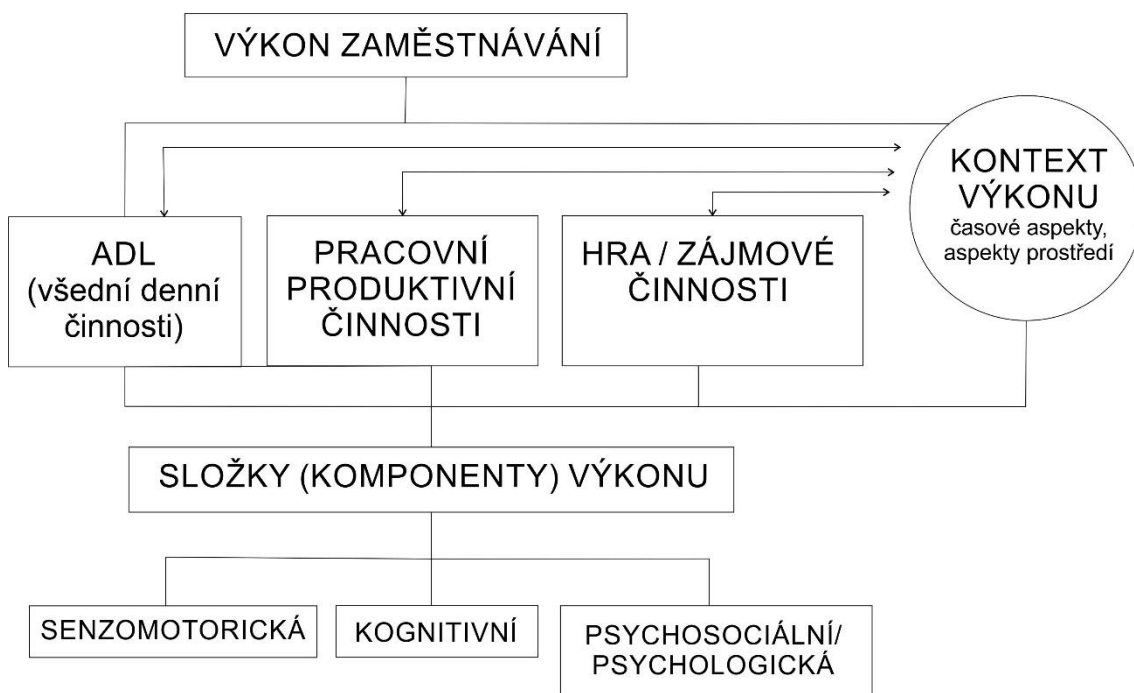 VÝKON ZAMĚSTNÁVÁNÍ
KONTEXT
VÝKONU
časové aspekty,
aspekty prostředí
ADL
(všední denní
činnosti)
PRACOVNÍ
PRODUKTIVNÍ
ČINNOSTI
HRA / ZÁJMOVÉ
ČINNOSTI
SLOŽKY (KOMPONENTY) VÝKONU
SENZOMOTORICKÁ
KOGNITIVNÍ
PSYCHOSOCIÁLNÍ/
PSYCHOLOGICKÁ